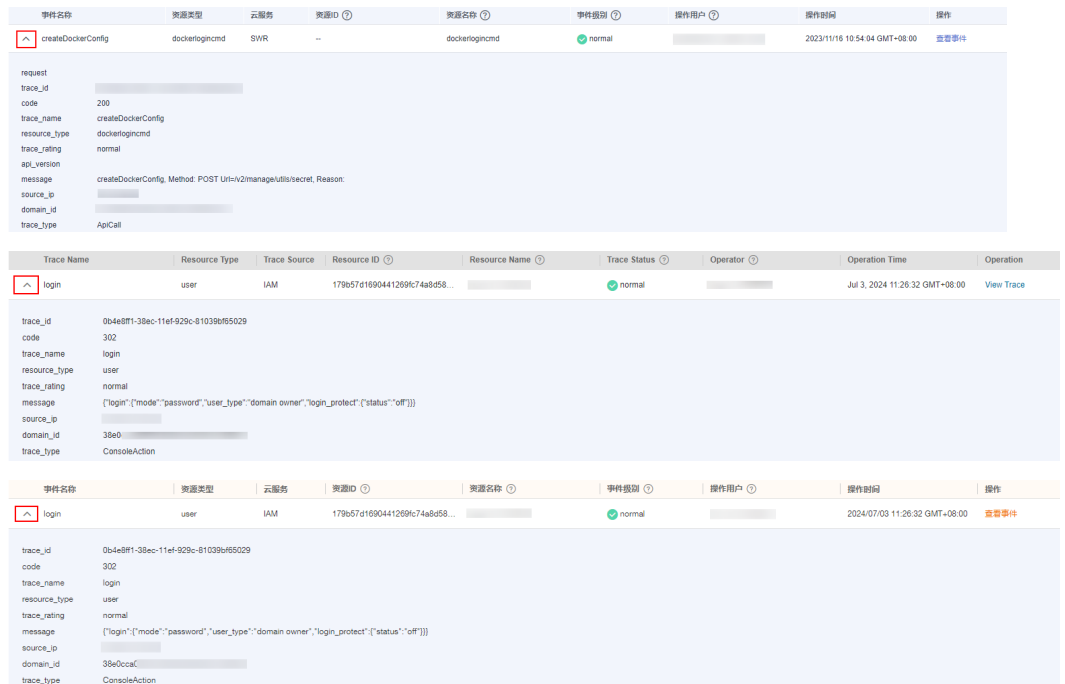 事件名称 资源类型 云服务 资源ID ? 资源名称 ? 事件级别 ? 操作用户 ? 操作时间 操作
createDockerConfig dockerlogincmd SWR -- dockerlogincmd normal 2023/11/16 10:54:04 GMT+08:00 查看事件
request
trace_id
code 200
trace_name createDockerConfig
resource_type dockerlogincmd
trace_rating normal
api_version
message createDockerConfig, Method: POST Url=/v2/manage/utils/secret, Reason:
source_ip
domain_id
trace_type ApiCall
Trace Name Resource Type Trace Source Resource ID ? Resource Name ? Trace Status ? Operator ? Operation Time Operation
login user IAM 179b57d1690441269fc74a8d58... normal Jul 3, 2024 11:26:32 GMT+08:00 View Trace
trace_id 0b4e8ff1-38ec-11ef-929c-81039bf65029
code 302
trace_name login
resource_type user
trace_rating normal
message {"login":{"mode":"password","user_type":"domain owner","login_protect":{"status":"off"}}}
source_ip
domain_id 38e0
trace_type ConsoleAction
事件名称 资源类型 云服务 资源ID ? 资源名称 ? 事件级别 ? 操作用户 ? 操作时间 操作
login user IAM 179b57d1690441269fc74a8d58... normal 2024/07/03 11:26:32 GMT+08:00 查看事件
trace_id 0b4e8ff1-38ec-11ef-929c-81039bf65029
code 302
trace_name login
resource_type user
trace_rating normal
message {"login":{"mode":"password","user_type":"domain owner","login_protect":{"status":"off"}}}
source_ip
domain_id 38e0cca
trace_type ConsoleAction